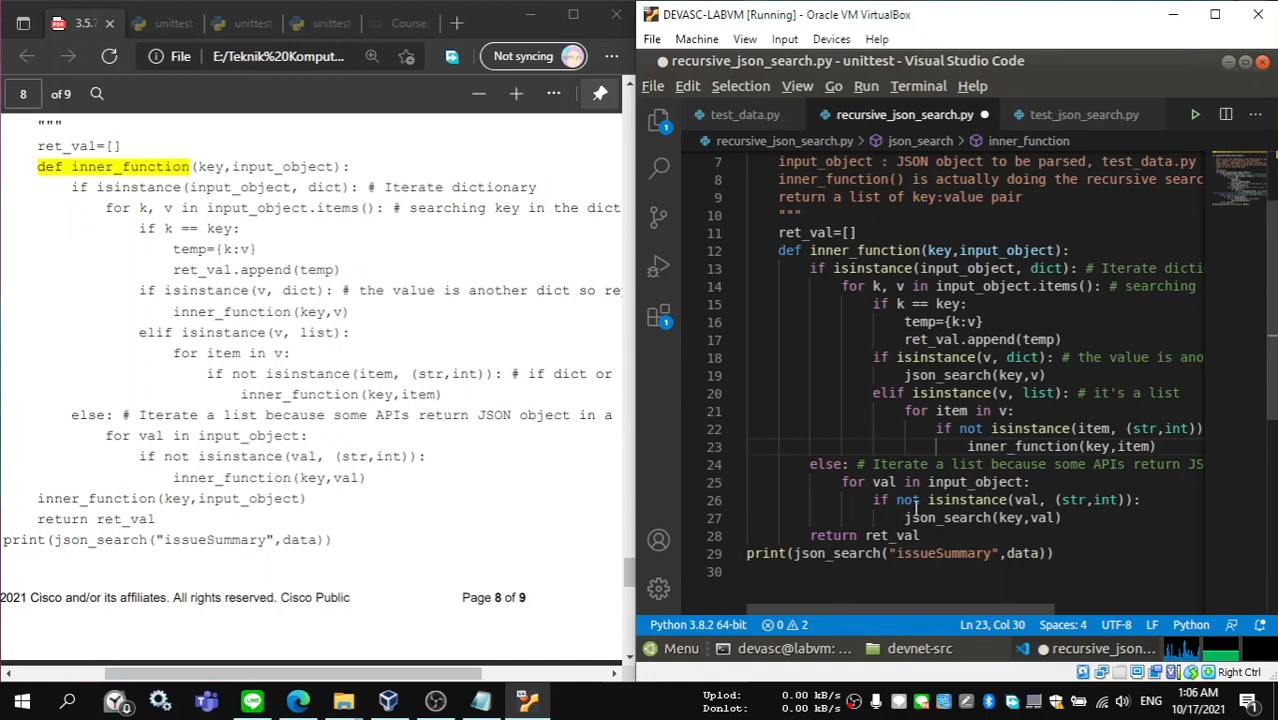 3.5.7
unittest
unittest
unittest
Course:
File
E:/Teknik%20Komput...
Not syncing
8
of 9
"""
ret_val=[]
def inner_function(key,input_object):
if isinstance(input_object, dict): # Iterate dictionary
for k, v in input_object.items(): # searching key in the dict
if k == key:
temp={k:v}
ret_val.append(temp)
if isinstance(v, dict): # the value is another dict so re
inner_function(key,v)
elif isinstance(v, list):
for item in v:
if not isinstance(item, (str,int)): # if dict or
inner_function(key,item)
else: # Iterate a list because some APIs return JSON object in a
for val in input_object:
if not isinstance(val, (str,int)):
inner_function(key,val)
inner_function(key,input_object)
return ret_val
print(json_search("issueSummary",data))
2021 Cisco and/or its affiliates. All rights reserved. Cisco Public
Page 8 of 9
DEVASC-LABVM [Running] - Oracle VM VirtualBox
File Machine View Input Devices Help
recursive_json_search.py - unittest - Visual Studio Code
File Edit Selection View Go Run Terminal Help
test_data.py
recursive_json_search.py
test_json_search.py
recursive_json_search.py > json_search > inner_function
7 input_object : JSON object to be parsed, test_data.py
8 inner_function() is actually doing the recursive searc
9 return a list of key:value pair
10 """
11 ret_val=[]
12 def inner_function(key,input_object):
13 if isinstance(input_object, dict): # Iterate dicti
14 for k, v in input_object.items(): # searching
15 if k == key:
16 temp={k:v}
17 ret_val.append(temp)
18 if isinstance(v, dict): # the value is ano
19 json_search(key,v)
20 elif isinstance(v, list): # it's a list
21 for item in v:
22 if not isinstance(item, (str,int))
23 inner_function(key,item)
24 else: # Iterate a list because some APIs return JS
25 for val in input_object:
26 if not isinstance(val, (str,int)):
27 json_search(key,val)
28 return ret_val
29 print(json_search("issueSummary",data))
30
Python 3.8.2 64-bit 0 2 Ln 23, Col 30 Spaces: 4 UTF-8 LF Python
Menu devasc@labvm: ... devnet-src recursive_json...
Right Ctrl
Uplod: 0.00 kB/s
Donlot: 0.00 kB/s
ENG
1:06 AM
10/17/2021